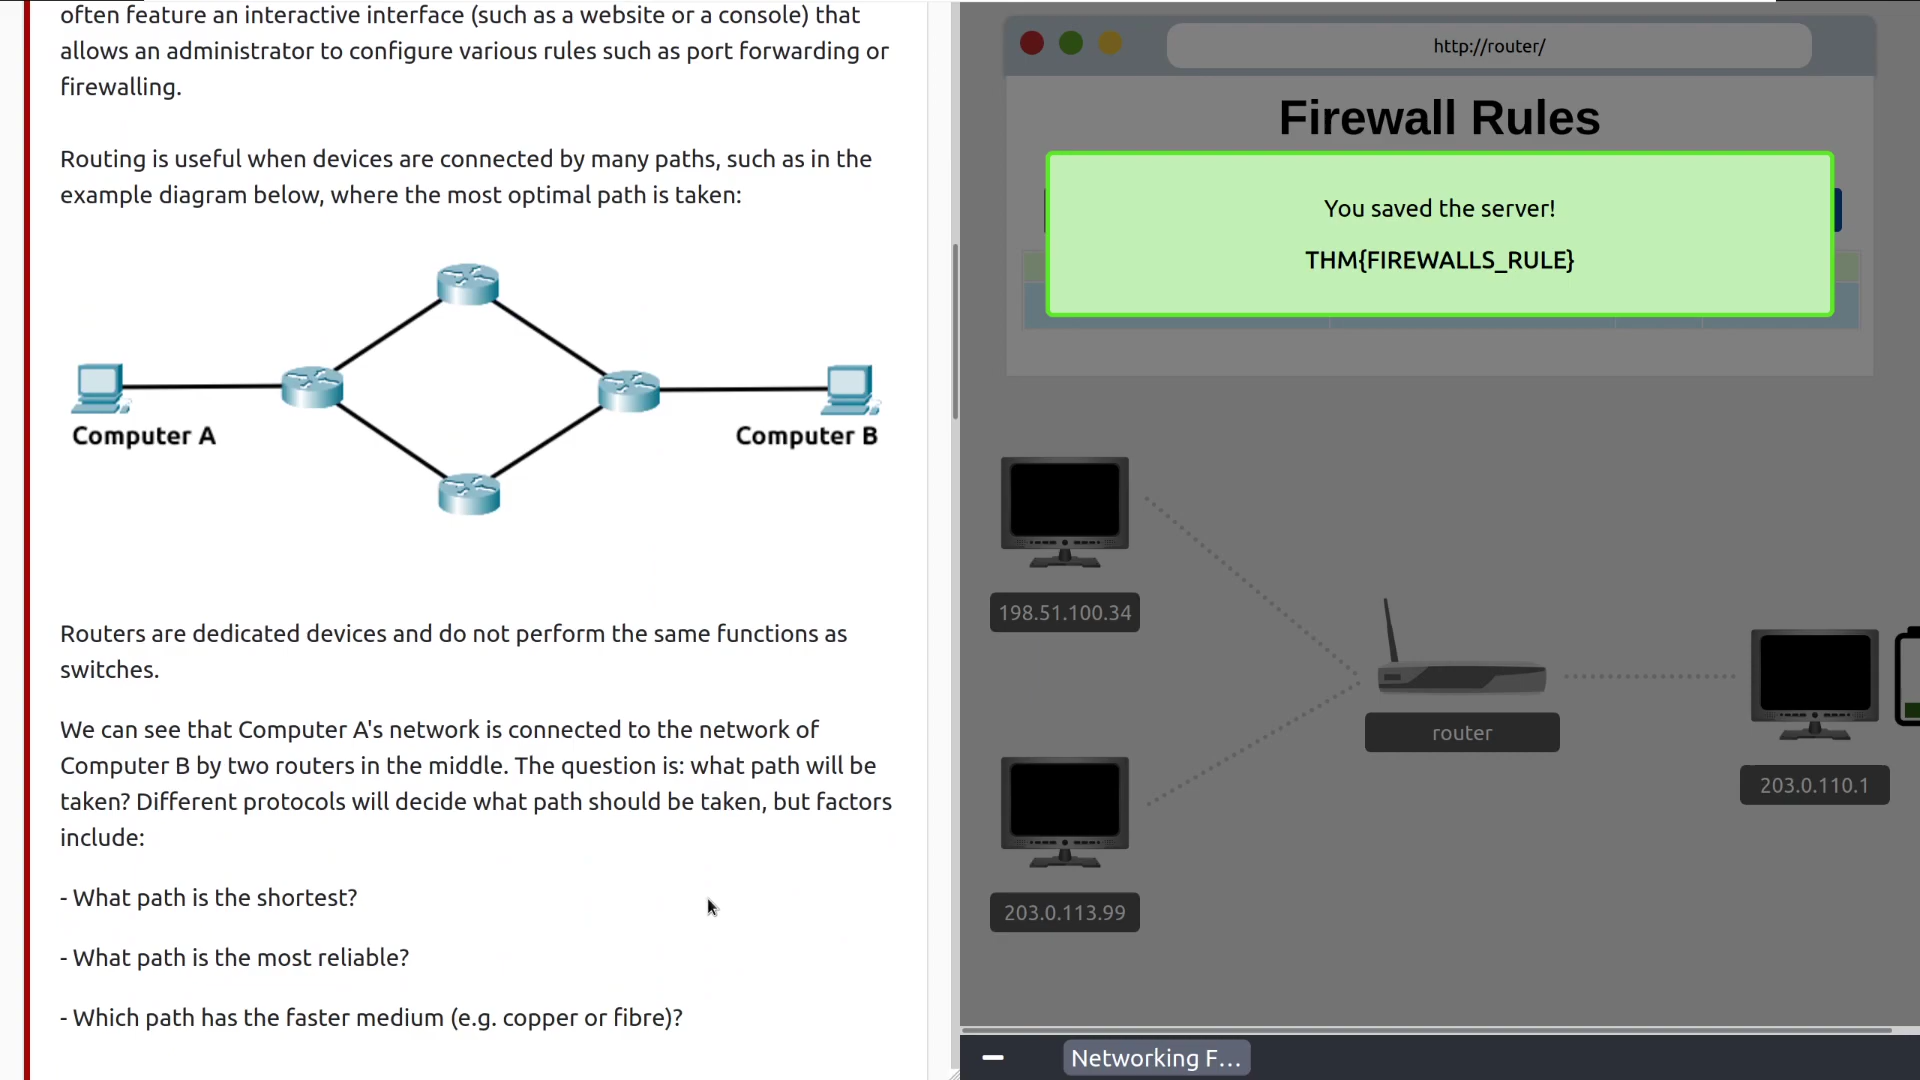 often feature an interactive interface (such as a website or a console) that
allows an administrator to configure various rules such as port forwarding or
firewalling.
Routing is useful when devices are connected by many paths, such as in the
example diagram below, where the most optimal path is taken:
Computer A
Computer B
Routers are dedicated devices and do not perform the same functions as
switches.
We can see that Computer A's network is connected to the network of
Computer B by two routers in the middle. The question is: what path will be
taken? Different protocols will decide what path should be taken, but factors
include:
- What path is the shortest?
- What path is the most reliable?
- Which path has the faster medium (e.g. copper or fibre)?
http://router/
Firewall Rules
You saved the server!
THM{FIREWALLS_RULE}
198.51.100.34
router
203.0.110.1
203.0.113.99
Networking F...